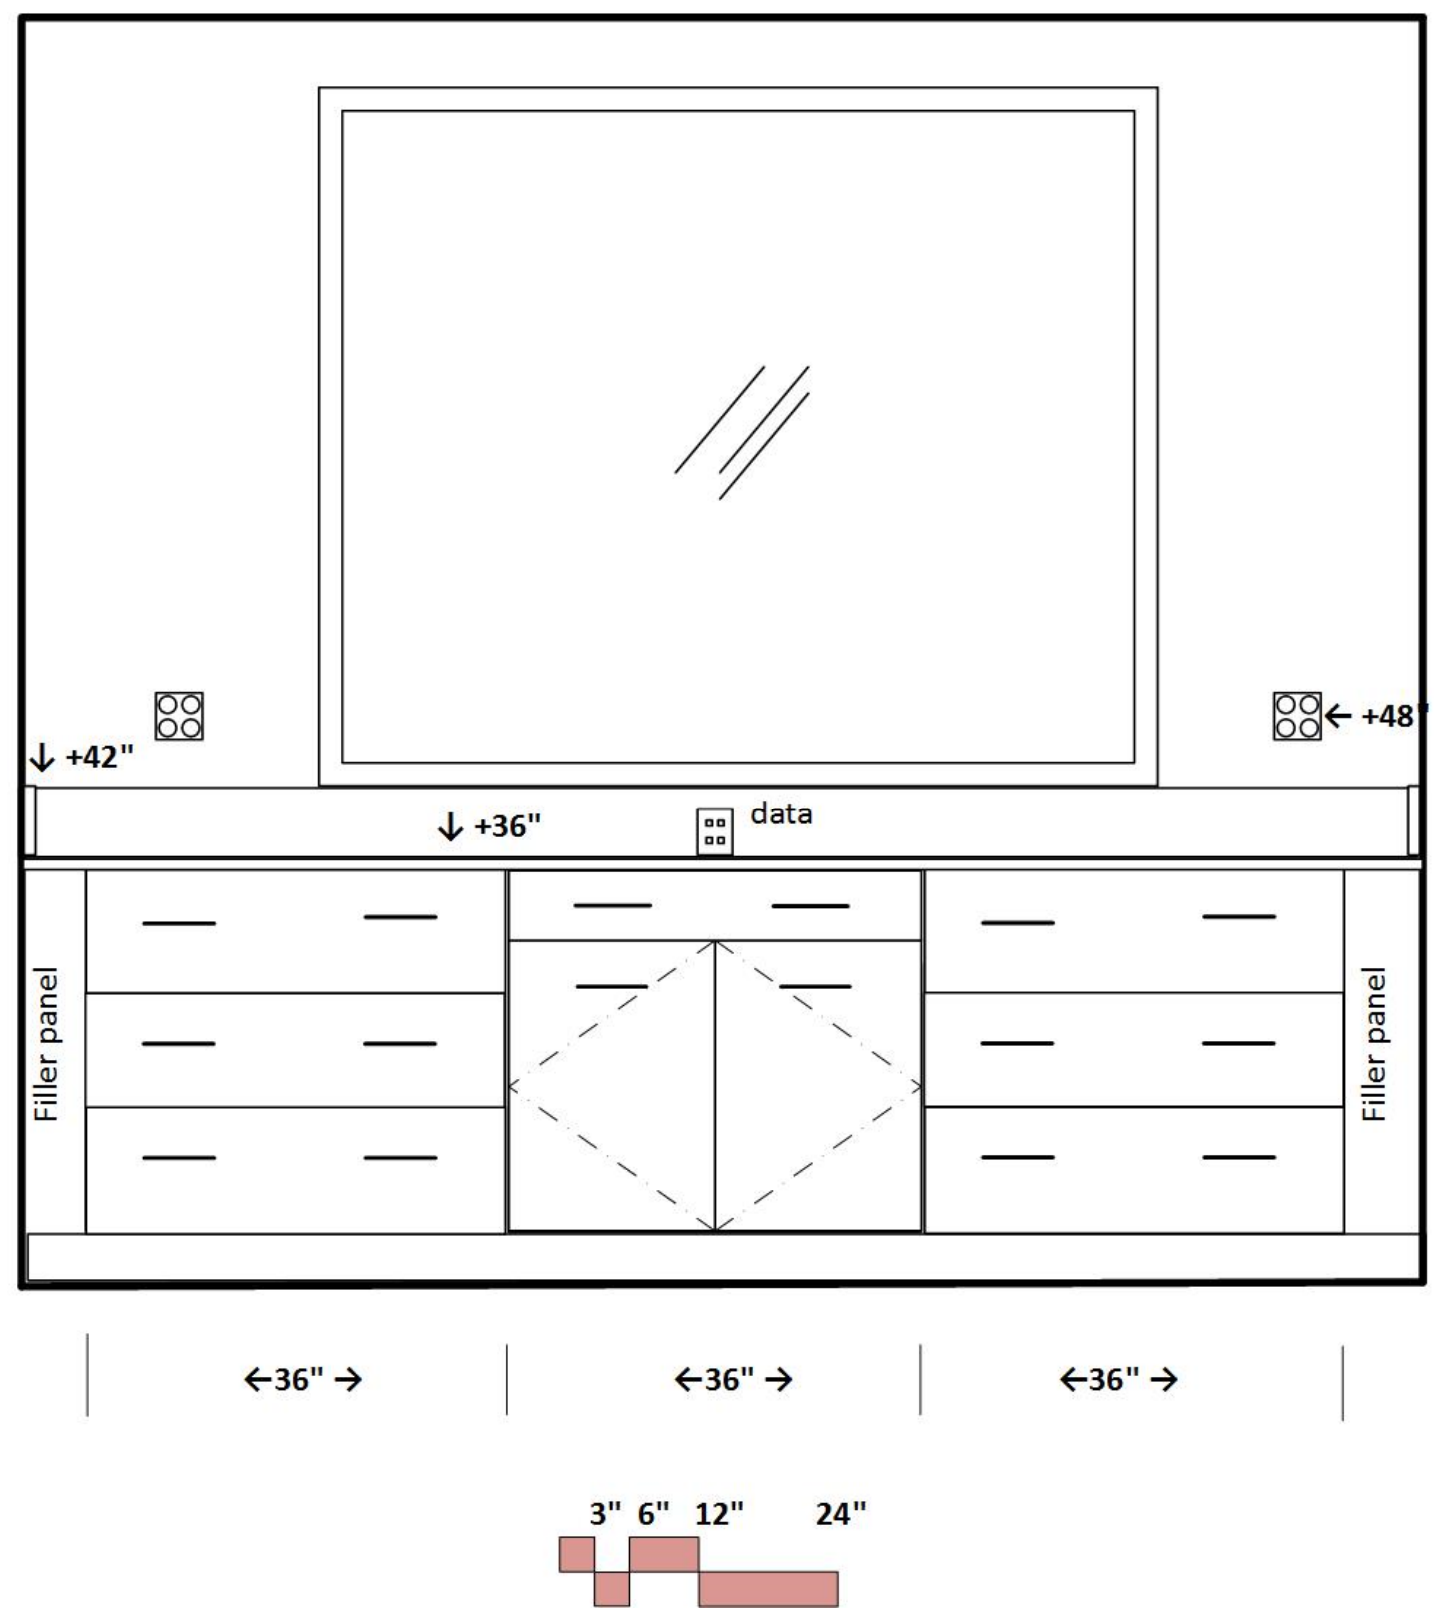 ←+48"
↓+42"
data
↓+36"
Filler panel
Filler panel
←36"→
←36"→
←36"→
3" 6" 12" 24"